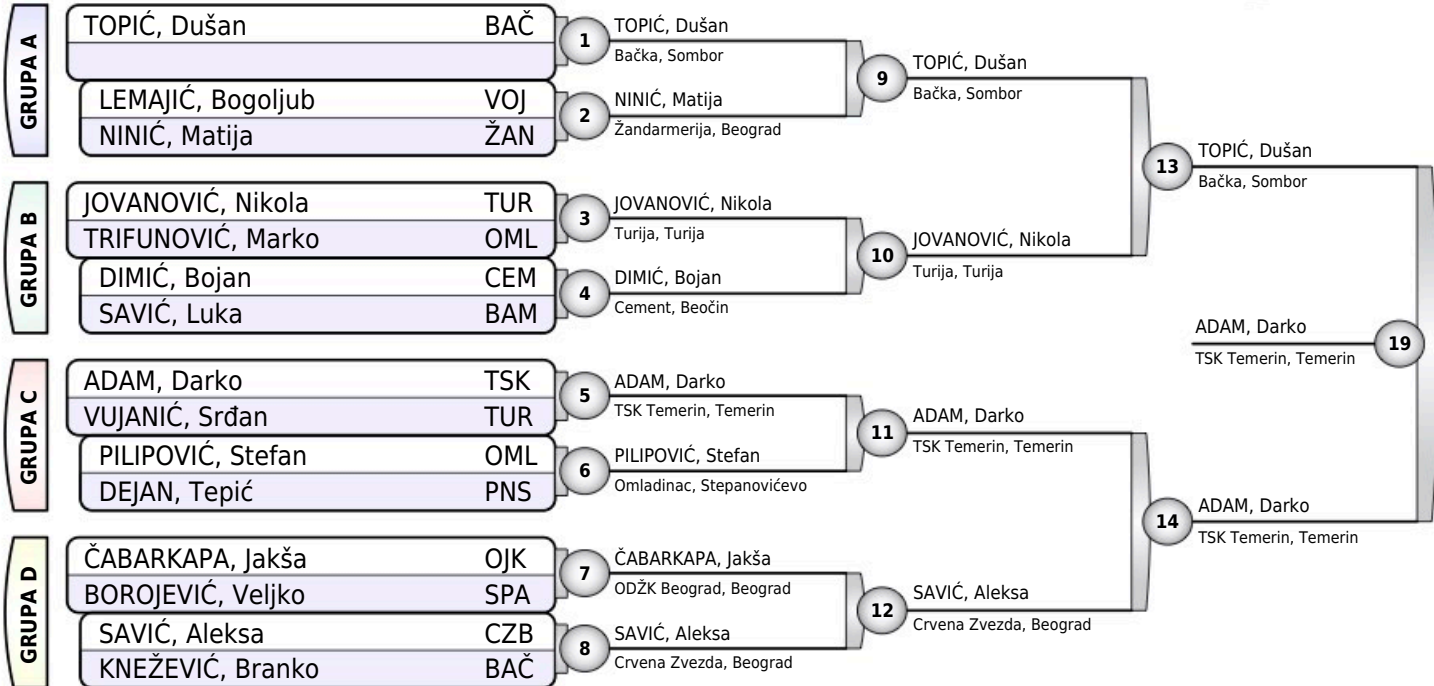 GRUPA A
TOPIĆ, Dušan BAČ
LEMAJIĆ, Bogoljub VOJ
NINIĆ, Matija ŽAN
1
TOPIĆ, Dušan
Bačka, Sombor
2
NINIĆ, Matija
Žandarmerija, Beograd
9
TOPIĆ, Dušan
Bačka, Sombor
GRUPA B
JOVANOVIĆ, Nikola TUR
TRIFUNOVIĆ, Marko OML
DIMIĆ, Bojan CEM
SAVIĆ, Luka BAM
3
JOVANOVIĆ, Nikola
Turija, Turija
4
DIMIĆ, Bojan
Cement, Beočin
10
JOVANOVIĆ, Nikola
Turija, Turija
13
TOPIĆ, Dušan
Bačka, Sombor
GRUPA C
ADAM, Darko TSK
VUJANIĆ, Srđan TUR
PILIPOVIĆ, Stefan OML
DEJAN, Tepić PNS
5
ADAM, Darko
TSK Temerin, Temerin
6
PILIPOVIĆ, Stefan
Omladinac, Stepanovićevo
11
ADAM, Darko
TSK Temerin, Temerin
GRUPA D
ČABARKAPA, Jakša OJK
BOROJEVIĆ, Veljko SPA
SAVIĆ, Aleksa CZB
KNEŽEVIĆ, Branko BAČ
7
ČABARKAPA, Jakša
ODŽK Beograd, Beograd
8
SAVIĆ, Aleksa
Crvena Zvezda, Beograd
12
SAVIĆ, Aleksa
Crvena Zvezda, Beograd
14
ADAM, Darko
TSK Temerin, Temerin
ADAM, Darko
TSK Temerin, Temerin
19